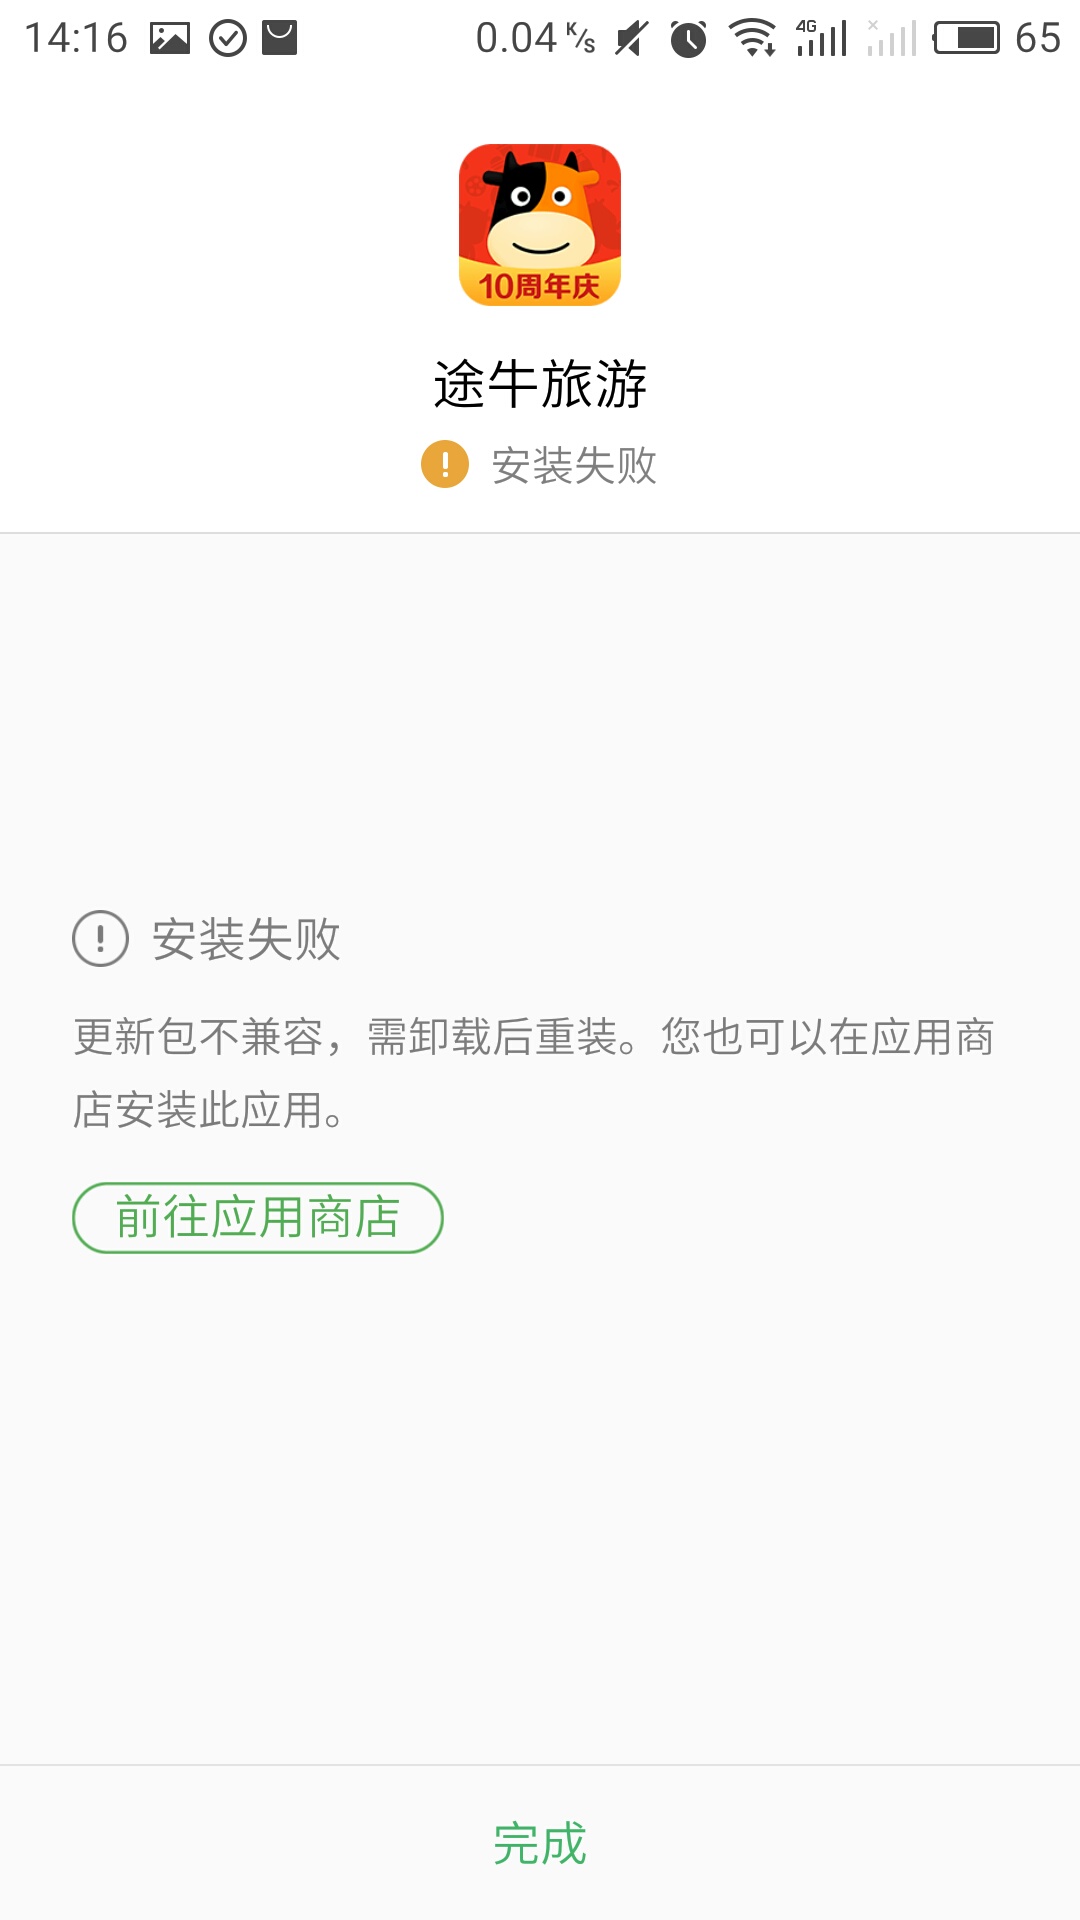 14:16
0.04 K/s
4G
65
10周年庆
途牛旅游
安装失败
安装失败
更新包不兼容，需卸载后重装。您也可以在应用商
店安装此应用。
前往应用商店
完成